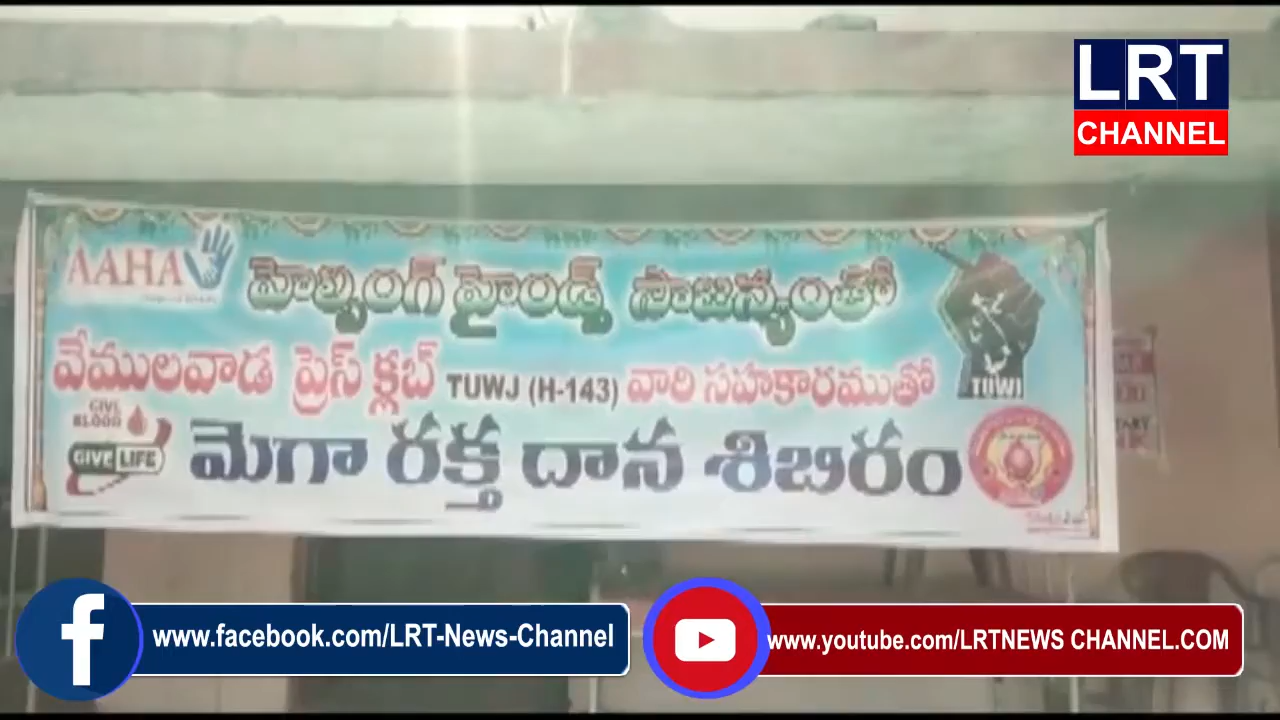 LRT
CHANNEL
AAHA
హెల్పింగ్ హైండ్స్ సౌజన్యంతో
వేములవాడ ప్రెస్ క్లబ్ TUWJ (H-143) వారి సహకారముతో
TUWJ
GIVE
BLOOD
GIVE LIFE
మెగా రక్త దాన శిబిరం
www.facebook.com/LRT-News-Channel
www.youtube.com/LRTNEWS CHANNEL.COM